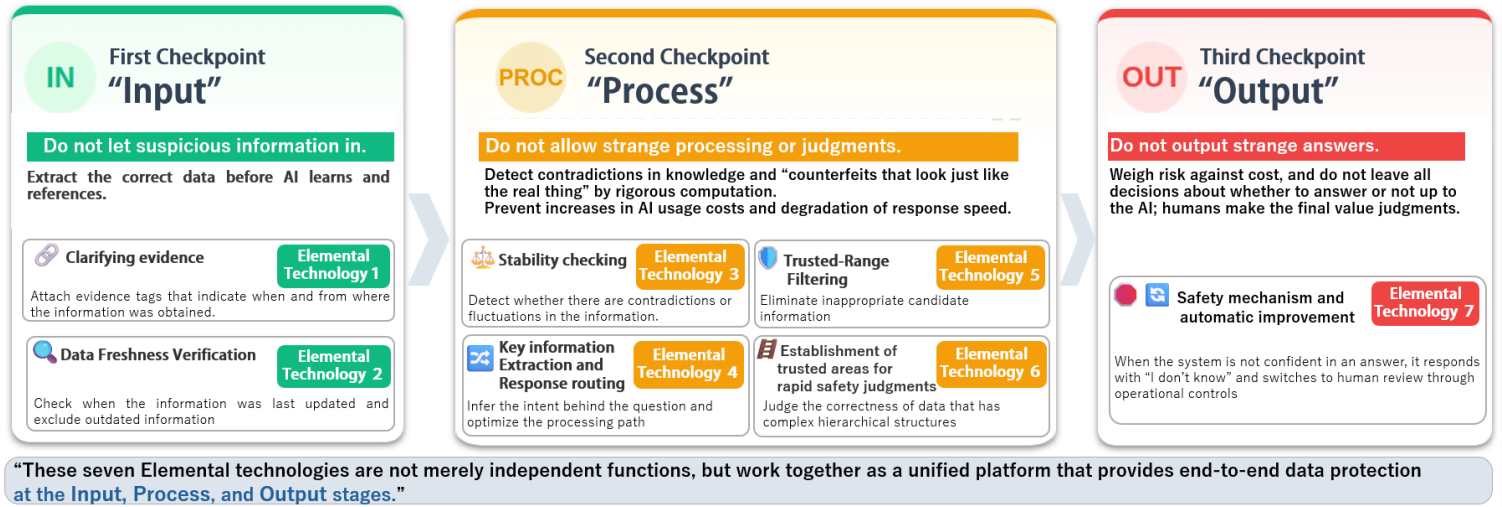 IN
First Checkpoint
“Input”
Do not let suspicious information in.
Extract the correct data before AI learns and
references.
Clarifying evidence
Elemental
Technology 1
Attach evidence tags that indicate when and from where
the information was obtained.
Data Freshness Verification
Elemental
Technology 2
Check when the information was last updated and
exclude outdated information
PROC
Second Checkpoint
“Process”
Do not allow strange processing or judgments.
Detect contradictions in knowledge and “counterfeits that look just like
the real thing” by rigorous computation.
Prevent increases in AI usage costs and degradation of response speed.
Stability checking
Elemental
Technology 3
Detect whether there are contradictions or
fluctuations in the information.
Key information
Extraction and
Response routing
Elemental
Technology 4
Infer the intent behind the question and
optimize the processing path
Trusted-Range
Filtering
Elemental
Technology 5
Eliminate inappropriate candidate
information
Establishment of
trusted areas for
rapid safety judgments
Elemental
Technology 6
Judge the correctness of data that has
complex hierarchical structures
OUT
Third Checkpoint
“Output”
Do not output strange answers.
Weigh risk against cost, and do not leave all
decisions about whether to answer or not up to
the AI; humans make the final value judgments.
Safety mechanism and
automatic improvement
Elemental
Technology 7
When the system is not confident in an answer, it responds
with “I don’t know” and switches to human review through
operational controls
“These seven Elemental technologies are not merely independent functions, but work together as a unified platform that provides end-to-end data protection
at the Input, Process, and Output stages.”